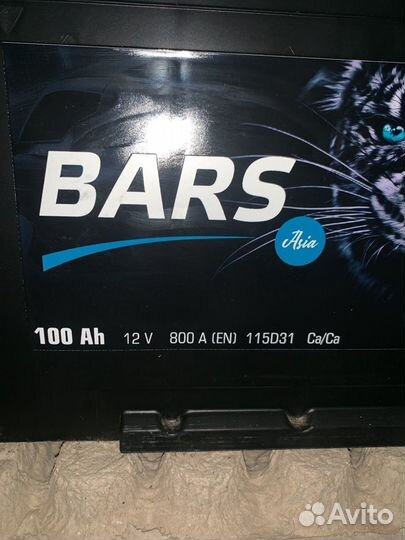 BARS
Asia
100 Ah 12 V 800 A (EN) 115D31 Ca/Ca
Avito